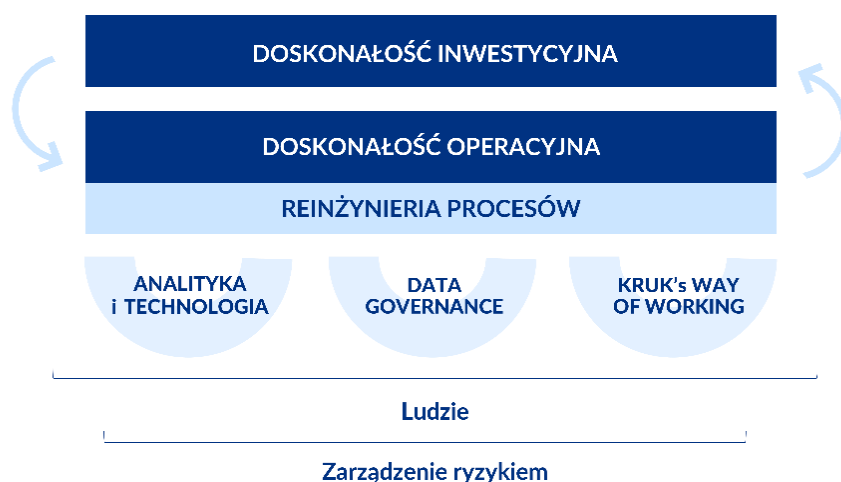 DOSKONAŁOŚĆ INWESTYCYJNA
DOSKONAŁOŚĆ OPERACYJNA
REINŻYNIERIA PROCESÓW
ANALITYKA
i TECHNOLOGIA
DATA
GOVERNANCE
KRUK's WAY
OF WORKING
Ludzie
Zarządzenie ryzykiem